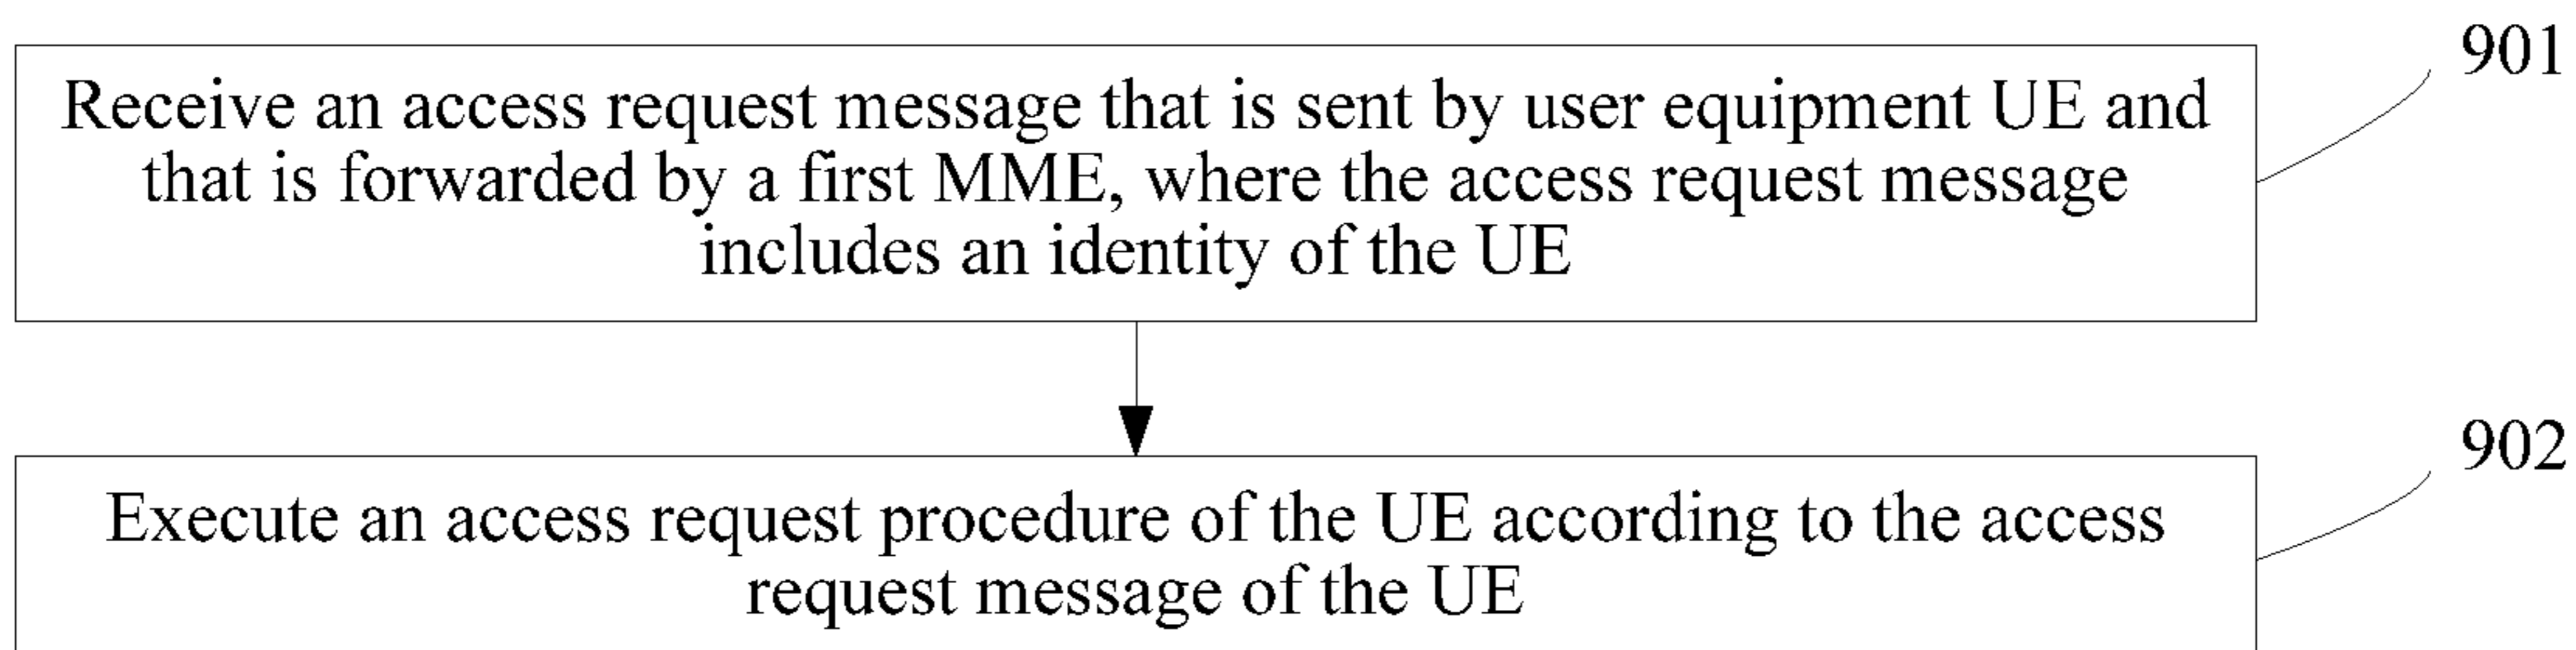 901
Receive an access request message that is sent by user equipment UE and
that is forwarded by a first MME, where the access request message
includes an identity of the UE
902
Execute an access request procedure of the UE according to the access
request message of the UE